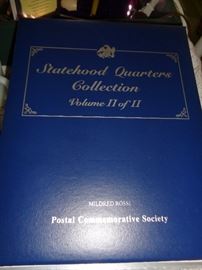 Statehood Quarters
Collection
Volume II of II
MILDRED ROSSI
Postal Commemorative Society